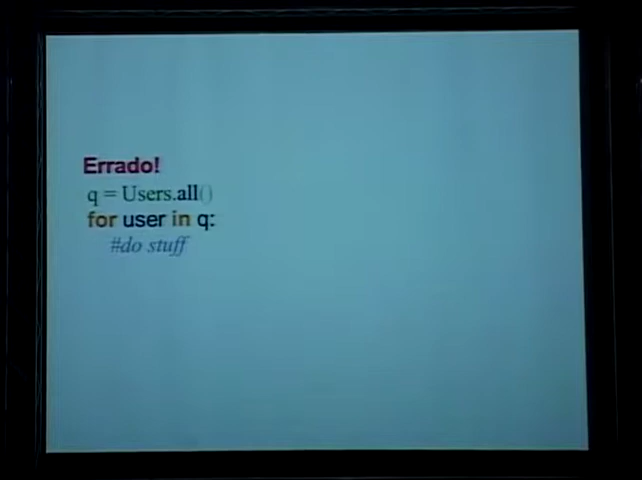 Errado!
q = Users.all()
for user in q:
#do stuff